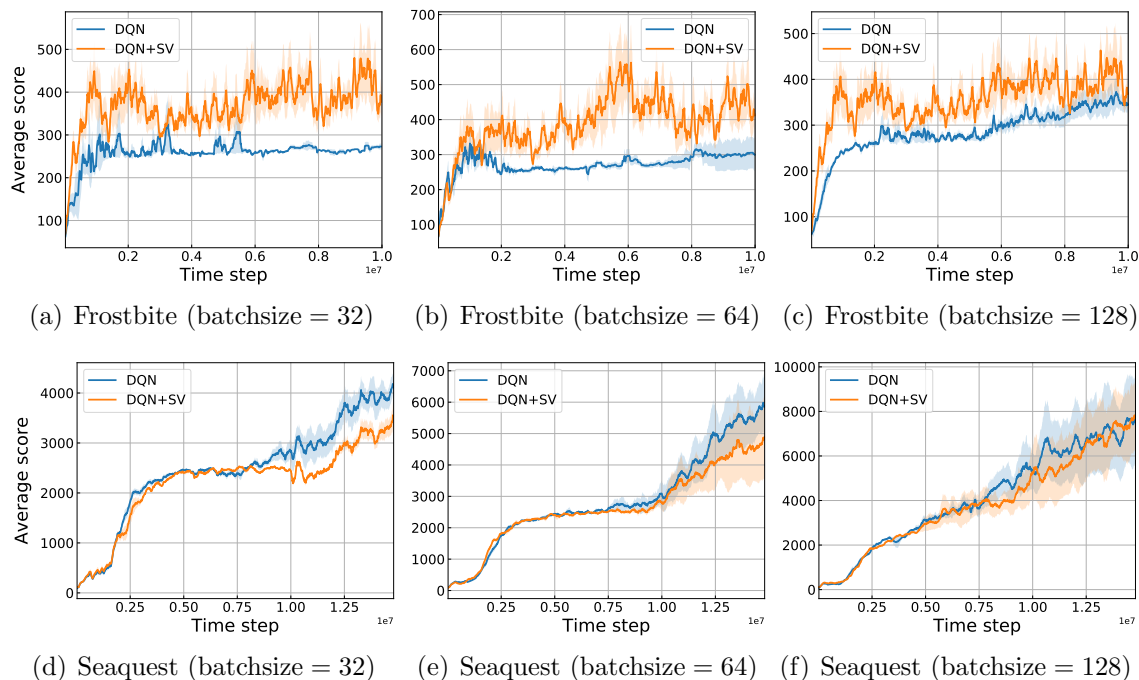 DQN
DQN+SV
500
400
300
200
100
Average score
0.2
0.4
0.6
0.8
1.0
1e7
Time step
(a) Frostbite (batchsize = 32)
DQN
DQN+SV
700
600
500
400
300
200
100
0.2
0.4
0.6
0.8
1.0
1e7
Time step
(b) Frostbite (batchsize = 64)
DQN
DQN+SV
500
400
300
200
100
0.2
0.4
0.6
0.8
1.0
1e7
Time step
(c) Frostbite (batchsize = 128)
DQN
DQN+SV
4000
3000
2000
1000
0
Average score
0.25
0.50
0.75
1.00
1.25
1e7
Time step
(d) Seaquest (batchsize = 32)
DQN
DQN+SV
7000
6000
5000
4000
3000
2000
1000
0
0.25
0.50
0.75
1.00
1.25
1e7
Time step
(e) Seaquest (batchsize = 64)
DQN
DQN+SV
10000
8000
6000
4000
2000
0
0.25
0.50
0.75
1.00
1.25
1e7
Time step
(f) Seaquest (batchsize = 128)